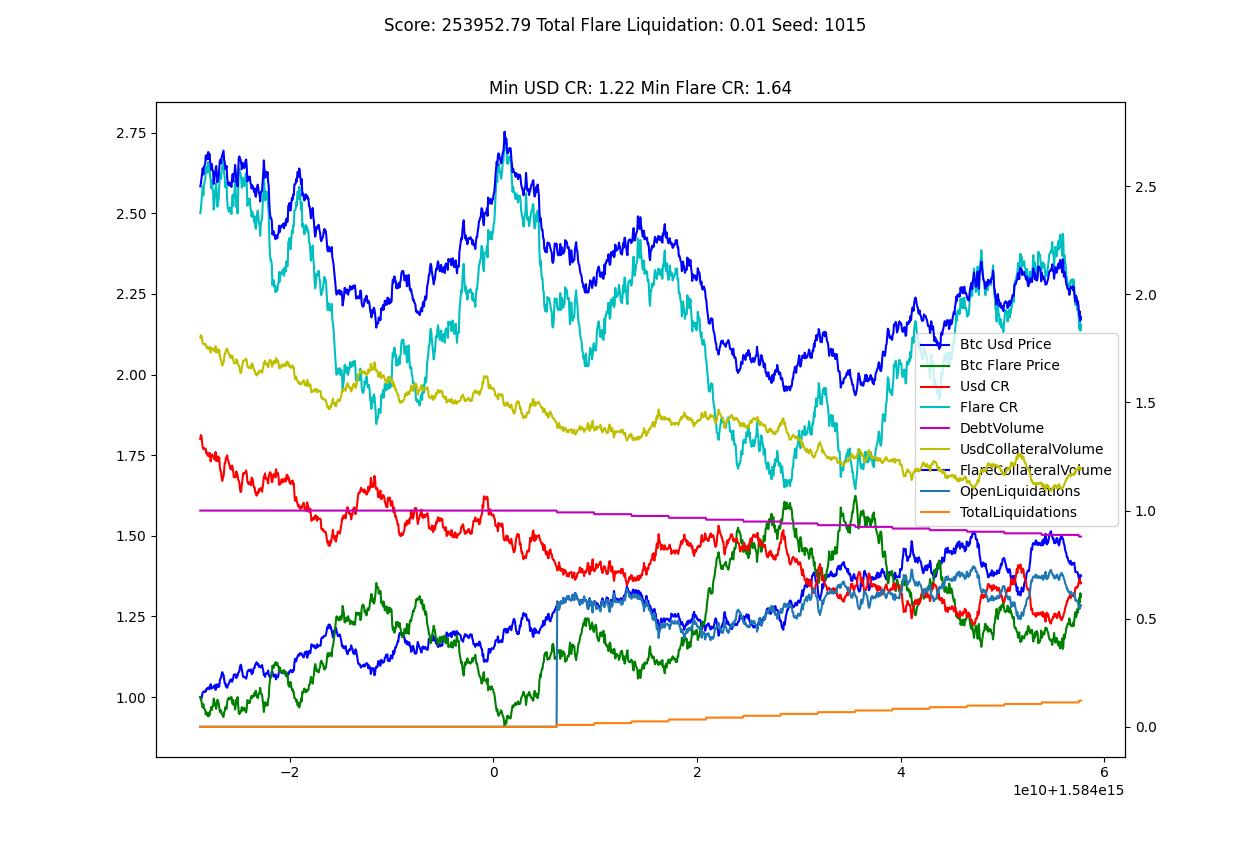 Score: 253952.79 Total Flare Liquidation: 0.01 Seed: 1015
Min USD CR: 1.22 Min Flare CR: 1.64
2.75
2.50
2.25
2.00
1.75
1.50
1.25
1.00
2.5
2.0
1.5
1.0
0.5
0.0
Btc Usd Price
Btc Flare Price
Usd CR
Flare CR
DebtVolume
UsdCollateralVolume
FlareCollateralVolume
OpenLiquidations
TotalLiquidations
−2 0 2 4 6
1e10+1.584e15